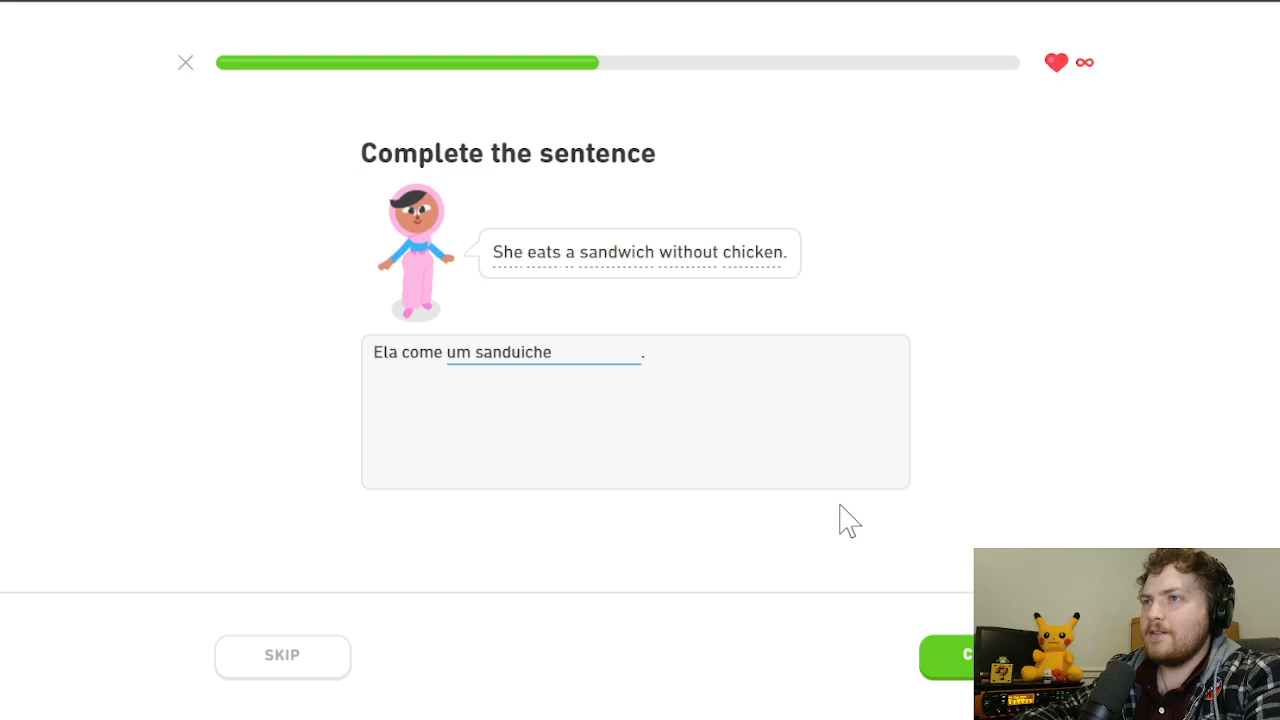 Complete the sentence
She eats a sandwich without chicken.
Ela come um sanduiche .
SKIP
C